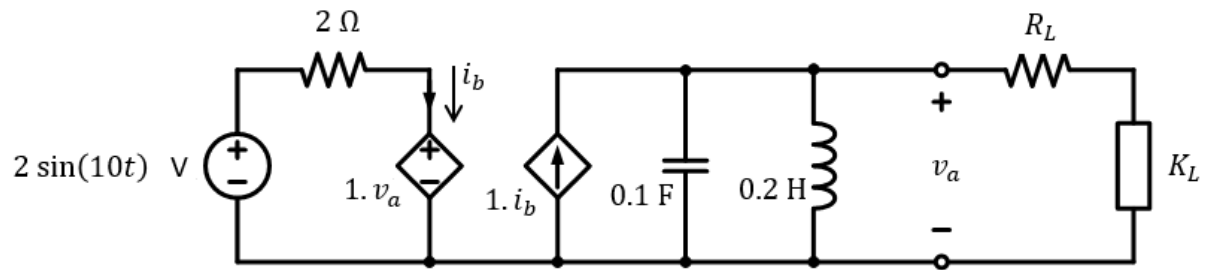 2 Ω
R_L
i_b
+
+
+
2 sin(10t) V
−
−
1. v_a
1. i_b
0.1 F
0.2 H
v_a
K_L
−